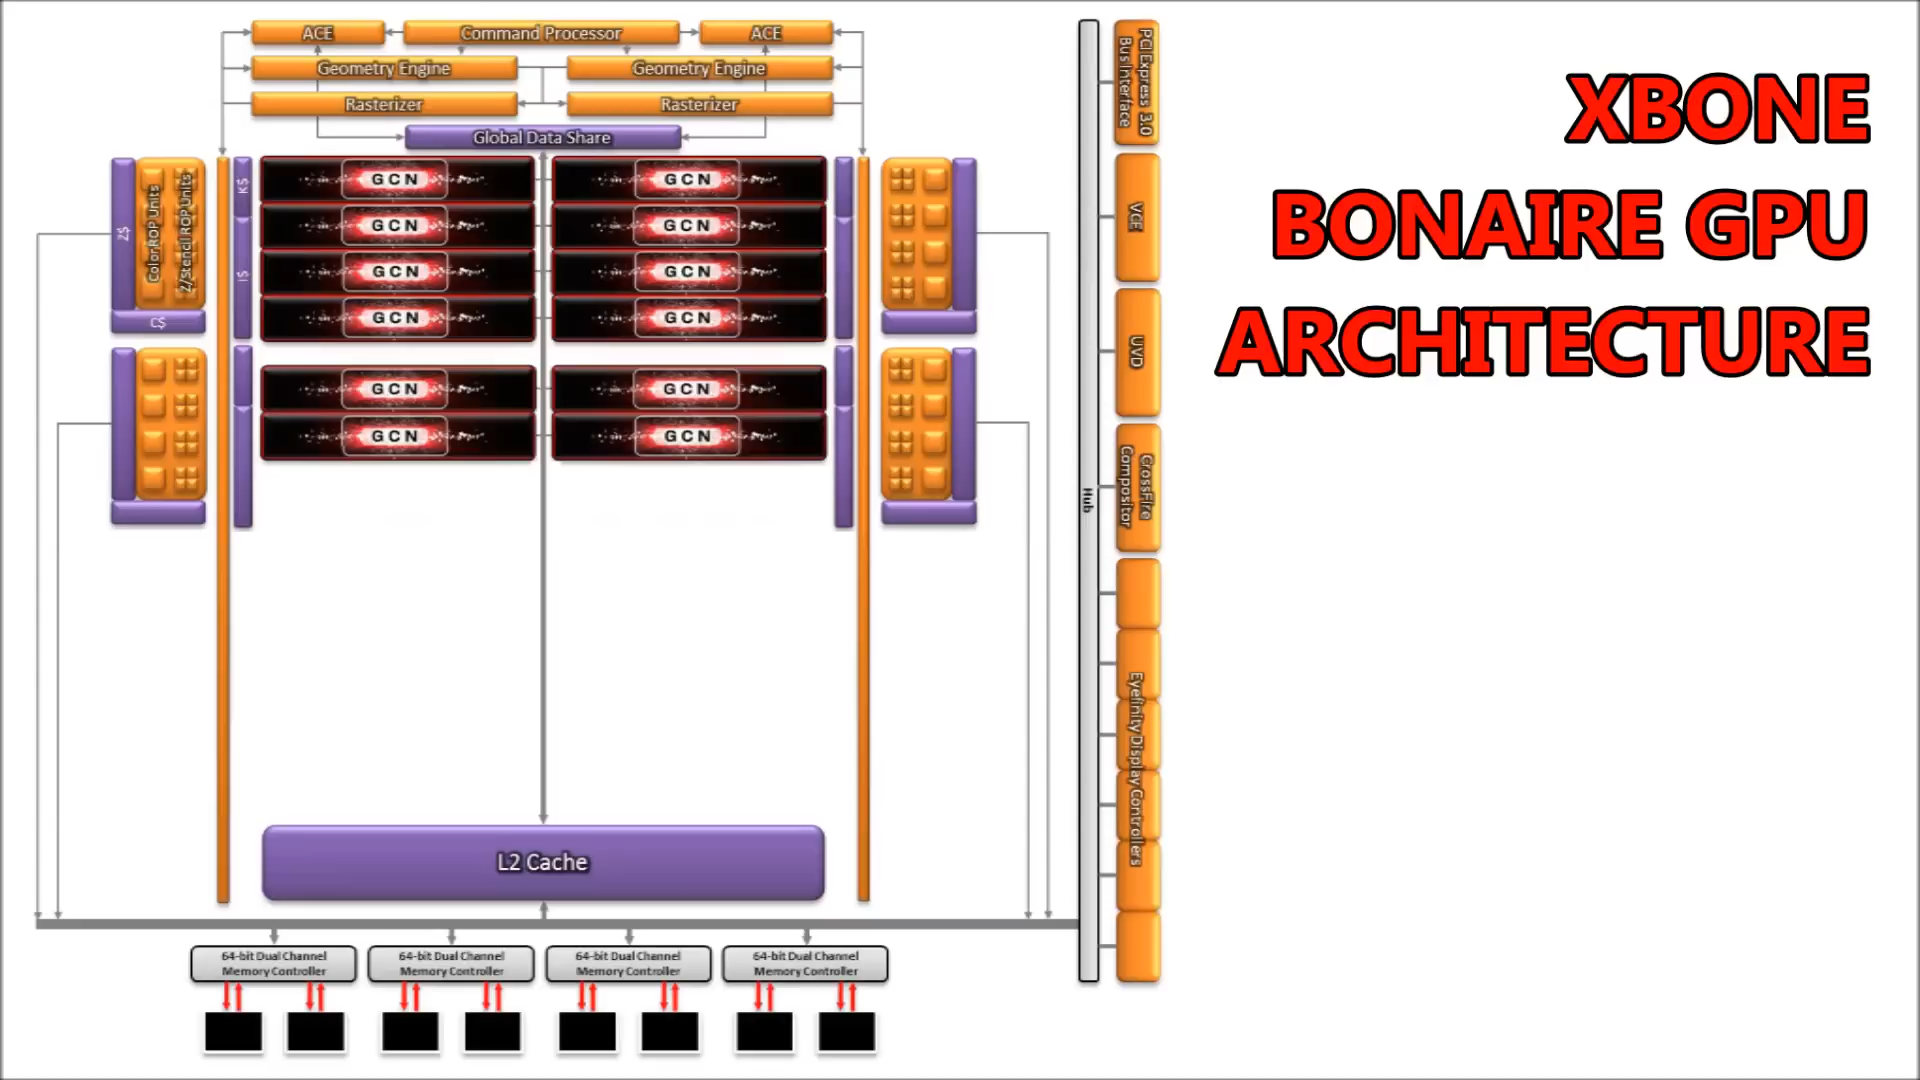 ACE
Command Processor
ACE
Geometry Engine
Geometry Engine
Rasterizer
Rasterizer
Global Data Share
Z$
Color ROP Units
Z/Stencil ROP Units
C$
K$
I$
GCN
GCN
GCN
GCN
GCN
GCN
GCN
GCN
GCN
GCN
GCN
GCN
L2 Cache
64-bit Dual Channel
Memory Controller
64-bit Dual Channel
Memory Controller
64-bit Dual Channel
Memory Controller
64-bit Dual Channel
Memory Controller
Hub
PCI Express 3.0
Bus Interface
VCE
UVD
CrossFire
Compositor
Eyefinity Display Controllers
XBONE
BONAIRE GPU
ARCHITECTURE